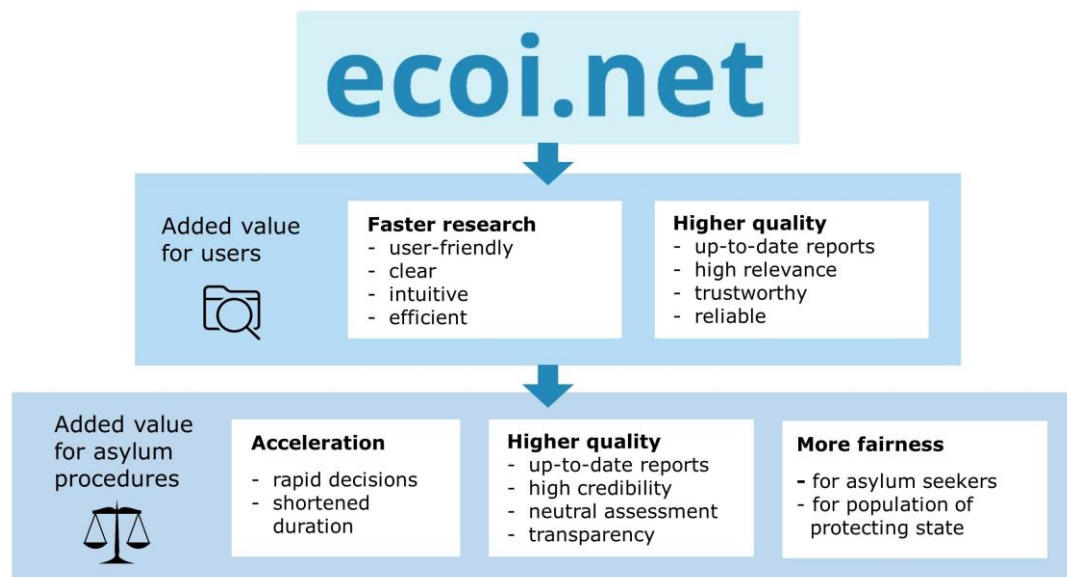 ecoi.net
Added value
for users
Faster research
- user-friendly
- clear
- intuitive
- efficient
Higher quality
- up-to-date reports
- high relevance
- trustworthy
- reliable
Added value
for asylum
procedures
Acceleration
- rapid decisions
- shortened
duration
Higher quality
- up-to-date reports
- high credibility
- neutral assessment
- transparency
More fairness
- for asylum seekers
- for population of
protecting state